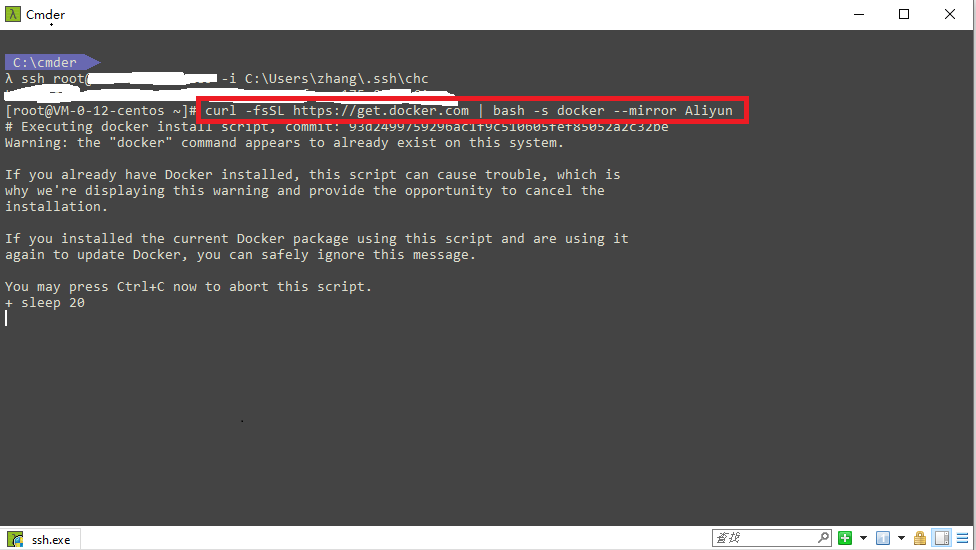 Cmder
C:\cmder
λ ssh root@ -i C:\Users\zhang\.ssh\chc
[root@VM-0-12-centos ~]# curl -fsSL https://get.docker.com | bash -s docker --mirror Aliyun
# Executing docker install script, commit: 93d2499759296ac1f9c510605fef85052a2c32be
Warning: the "docker" command appears to already exist on this system.
If you already have Docker installed, this script can cause trouble, which is
why we're displaying this warning and provide the opportunity to cancel the
installation.
If you installed the current Docker package using this script and are using it
again to update Docker, you can safely ignore this message.
You may press Ctrl+C now to abort this script.
+ sleep 20
ssh.exe
查找